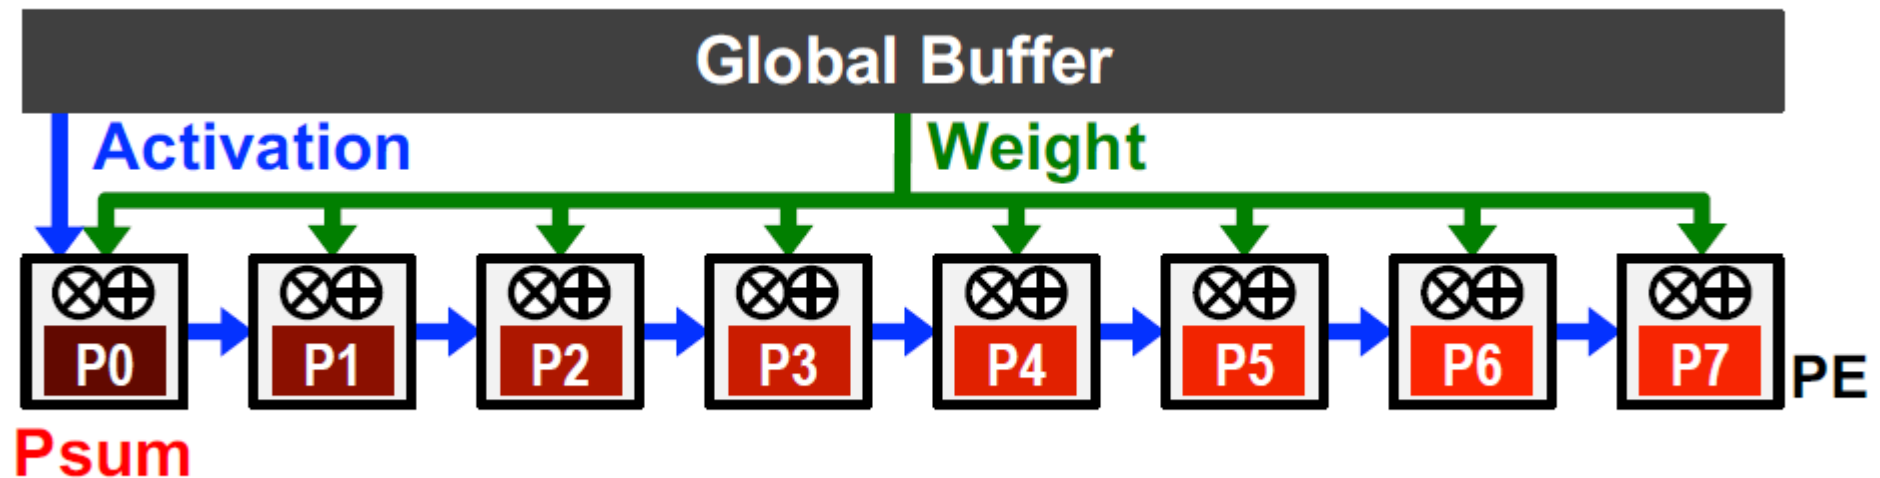 Global Buffer
Activation
Weight
P0 P1 P2 P3 P4 P5 P6 P7
PE
Psum